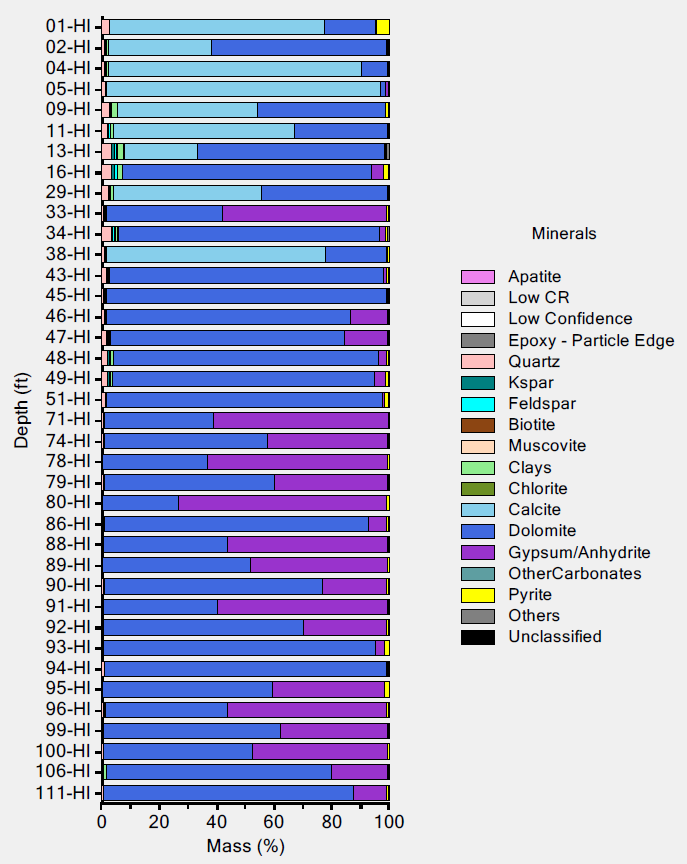 01-HI
02-HI
04-HI
05-HI
09-HI
11-HI
13-HI
16-HI
29-HI
33-HI
34-HI
38-HI
43-HI
45-HI
46-HI
47-HI
48-HI
49-HI
51-HI
71-HI
74-HI
78-HI
79-HI
80-HI
86-HI
88-HI
89-HI
90-HI
91-HI
92-HI
93-HI
94-HI
95-HI
96-HI
99-HI
100-HI
106-HI
111-HI
Depth (ft)
0 20 40 60 80 100
Mass (%)
Minerals
Apatite
Low CR
Low Confidence
Epoxy - Particle Edge
Quartz
Kspar
Feldspar
Biotite
Muscovite
Clays
Chlorite
Calcite
Dolomite
Gypsum/Anhydrite
OtherCarbonates
Pyrite
Others
Unclassified